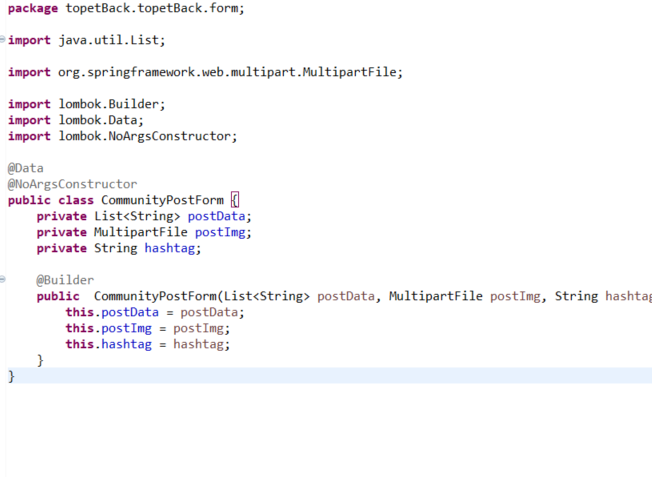 package topetBack.topetBack.form;
import java.util.List;
import org.springframework.web.multipart.MultipartFile;
import lombok.Builder;
import lombok.Data;
import lombok.NoArgsConstructor;
@Data
@NoArgsConstructor
public class CommunityPostForm {
    private List<String> postData;
    private MultipartFile postImg;
    private String hashtag;
    @Builder
    public  CommunityPostForm(List<String> postData, MultipartFile postImg, String hashtag
        this.postData = postData;
        this.postImg = postImg;
        this.hashtag = hashtag;
    }
}